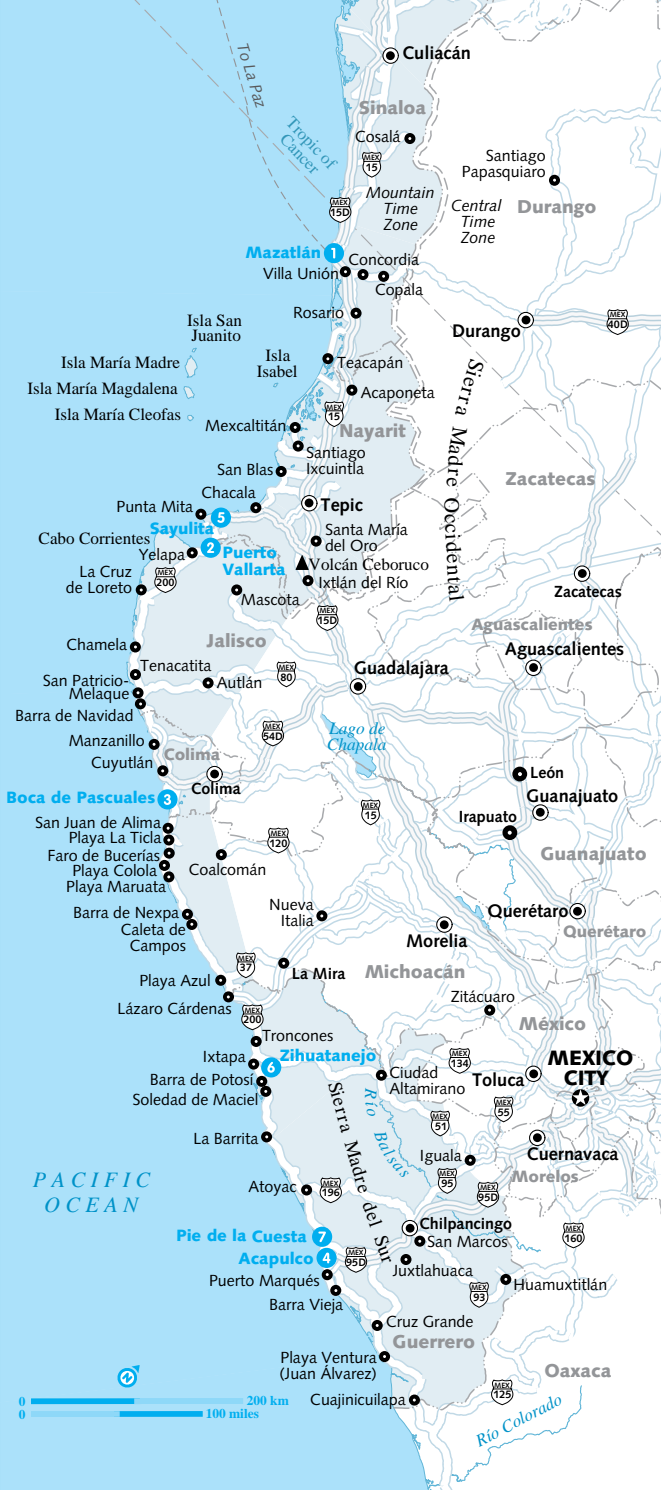 To La Paz
Culiacán
Sinaloa
Tropic of
Cancer
Cosalá
MEX
15
Santiago
Papasquiaro
Mountain
Time
Zone
Central
Time
Zone
Durango
MEX
15D
Mazatlán 1
Concordia
Villa Unión
Copala
Rosario
Isla San
Juanito
Durango
MEX
40D
Isla María Madre
Isla
Isabel
Teacapán
Isla María Magdalena
Acaponeta
Isla María Cleofas
MEX
15
Sierra Madre Occidental
Mexcaltitán
Nayarit
Santiago
Ixcuintla
San Blas
Zacatecas
Chacala
Punta Mita
Tepic
5
Sayulita
Santa María
del Oro
Cabo Corrientes
2 Puerto
Vallarta
Yelapa
Volcán Ceboruco
La Cruz
de Loreto
MEX
200
Ixtlán del Río
Mascota
Zacatecas
MEX
15D
Aguascalientes
Jalisco
Chamela
Aguascalientes
Tenacatita
Guadalajara
San Patricio-
Melaque
Autlán
MEX
80
Barra de Navidad
MEX
54D
Lago de
Chapala
Manzanillo
Colima
Cuyutlán
León
Colima
Boca de Pascuales 3
Guanajuato
MEX
15
Irapuato
San Juan de Alima
Playa La Ticla
MEX
120
Faro de Bucerías
Guanajuato
Playa Colola
Coalcomán
Playa Maruata
Nueva
Italia
Barra de Nexpa
Querétaro
Caleta de
Campos
Querétaro
Morelia
MEX
37
La Mira
Michoacán
Playa Azul
Zitácuaro
Lázaro Cárdenas
MEX
200
México
Troncones
Ixtapa
Zihuatanejo
6
MEX
134
MEXICO
CITY
Barra de Potosí
Ciudad
Altamirano
Toluca
Soledad de Maciel
Río Balsas
MEX
55
MEX
51
La Barrita
Sierra Madre del Sur
Iguala
Cuernavaca
PACIFIC
OCEAN
MEX
95
Morelos
Atoyac
MEX
196
MEX
95D
Pie de la Cuesta 7
Chilpancingo
San Marcos
MEX
160
Acapulco 4
MEX
95D
Juxtlahuaca
Puerto Marqués
Huamuxtitlán
MEX
93
Barra Vieja
Cruz Grande
Guerrero
Playa Ventura
(Juan Álvarez)
Oaxaca
MEX
125
Cuajinicuilapa
Río Colorado
N
0 200 km
0 100 miles